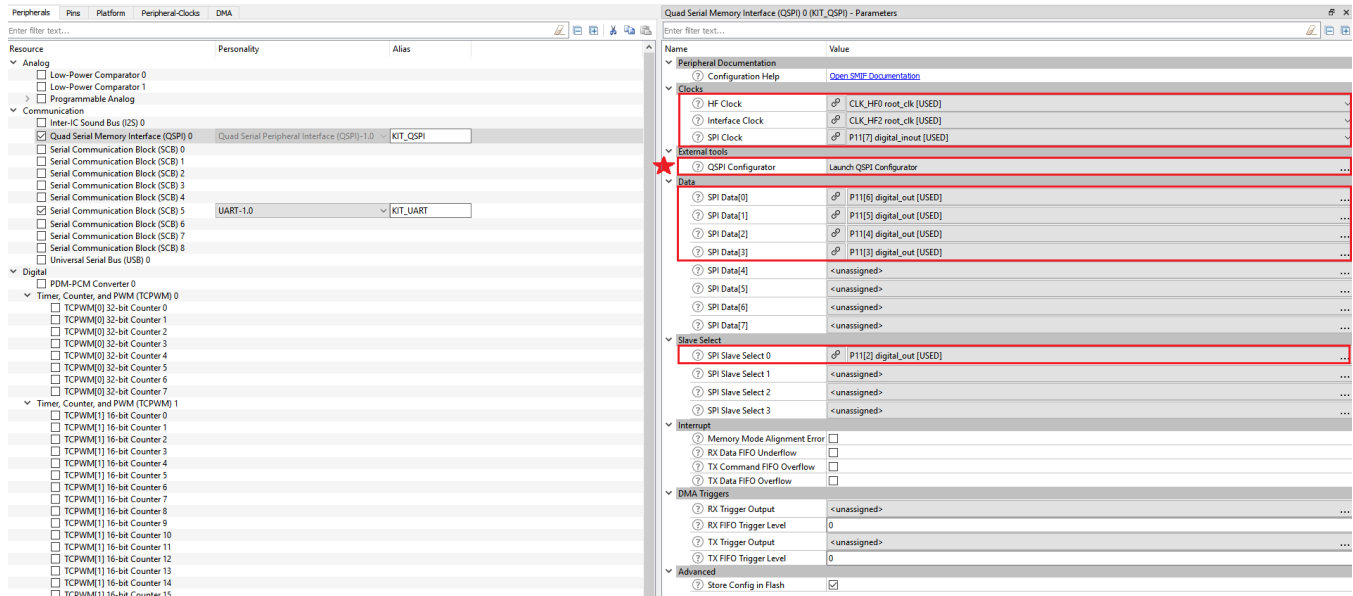 Peripherals Pins Platform Peripheral-Clocks DMA
Enter filter text...
Resource Personality Alias
Analog
Low-Power Comparator 0
Low-Power Comparator 1
Programmable Analog
Communication
Inter-IC Sound Bus (I2S) 0
Quad Serial Memory Interface (QSPI) 0 Quad Serial Peripheral Interface (QSPI)-1.0 KIT_QSPI
Serial Communication Block (SCB) 0
Serial Communication Block (SCB) 1
Serial Communication Block (SCB) 2
Serial Communication Block (SCB) 3
Serial Communication Block (SCB) 4
Serial Communication Block (SCB) 5 UART-1.0 KIT_UART
Serial Communication Block (SCB) 6
Serial Communication Block (SCB) 7
Serial Communication Block (SCB) 8
Universal Serial Bus (USB) 0
Digital
PDM-PCM Converter 0
Timer, Counter, and PWM (TCPWM) 0
TCPWM[0] 32-bit Counter 0
TCPWM[0] 32-bit Counter 1
TCPWM[0] 32-bit Counter 2
TCPWM[0] 32-bit Counter 3
TCPWM[0] 32-bit Counter 4
TCPWM[0] 32-bit Counter 5
TCPWM[0] 32-bit Counter 6
TCPWM[0] 32-bit Counter 7
Timer, Counter, and PWM (TCPWM) 1
TCPWM[1] 16-bit Counter 0
TCPWM[1] 16-bit Counter 1
TCPWM[1] 16-bit Counter 2
TCPWM[1] 16-bit Counter 3
TCPWM[1] 16-bit Counter 4
TCPWM[1] 16-bit Counter 5
TCPWM[1] 16-bit Counter 6
TCPWM[1] 16-bit Counter 7
TCPWM[1] 16-bit Counter 8
TCPWM[1] 16-bit Counter 9
TCPWM[1] 16-bit Counter 10
TCPWM[1] 16-bit Counter 11
TCPWM[1] 16-bit Counter 12
TCPWM[1] 16-bit Counter 13
TCPWM[1] 16-bit Counter 14
TCPWM[1] 16-bit Counter 15
Quad Serial Memory Interface (QSPI) 0 (KIT_QSPI) - Parameters
Enter filter text...
Name Value
Peripheral Documentation
Configuration Help Open SMIF Documentation
Clocks
HF Clock CLK_HF0 root_clk [USED]
Interface Clock CLK_HF2 root_clk [USED]
SPI Clock P11[7] digital_inout [USED]
External tools
QSPI Configurator Launch QSPI Configurator ...
Data
SPI Data[0] P11[6] digital_out [USED] ...
SPI Data[1] P11[5] digital_out [USED] ...
SPI Data[2] P11[4] digital_out [USED] ...
SPI Data[3] P11[3] digital_out [USED] ...
SPI Data[4] <unassigned> ...
SPI Data[5] <unassigned> ...
SPI Data[6] <unassigned> ...
SPI Data[7] <unassigned> ...
Slave Select
SPI Slave Select 0 P11[2] digital_out [USED] ...
SPI Slave Select 1 <unassigned> ...
SPI Slave Select 2 <unassigned> ...
SPI Slave Select 3 <unassigned> ...
Interrupt
Memory Mode Alignment Error
RX Data FIFO Underflow
TX Command FIFO Overflow
TX Data FIFO Overflow
DMA Triggers
RX Trigger Output <unassigned> ...
RX FIFO Trigger Level 0
TX Trigger Output <unassigned> ...
TX FIFO Trigger Level 0
Advanced
Store Config in Flash